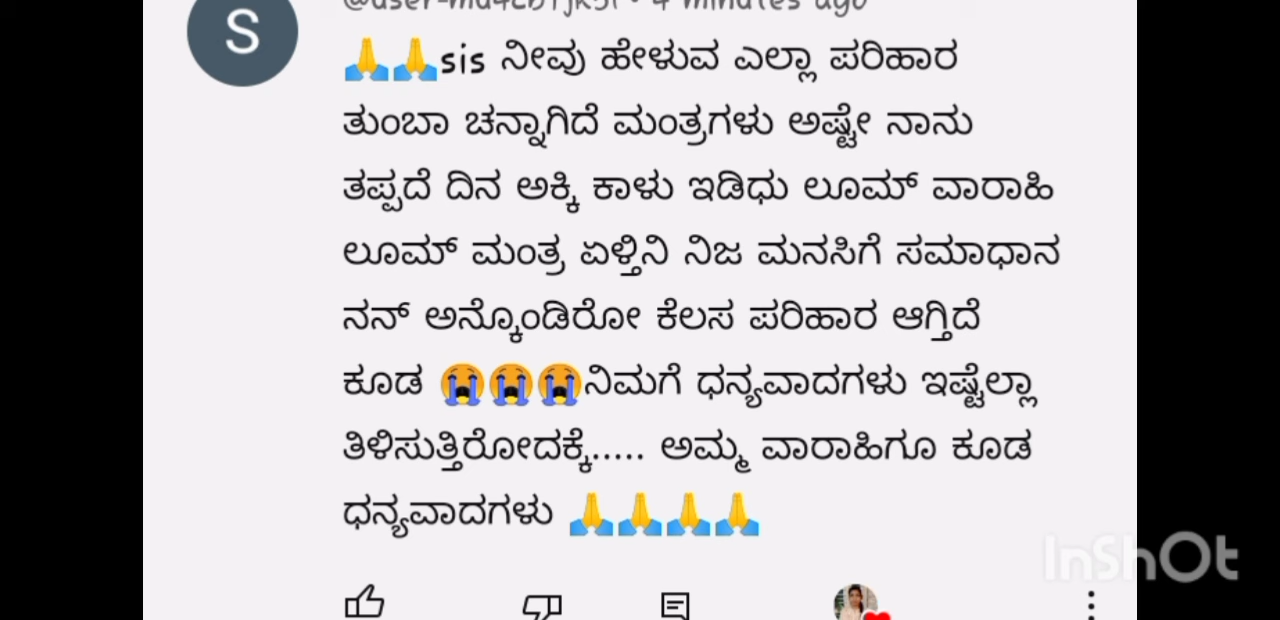 🙏🙏sis ನೀವು ಹೇಳುವ ಎಲ್ಲಾ ಪರಿಹಾರ
ತುಂಬಾ ಚನ್ನಾಗಿದೆ ಮಂತ್ರಗಳು ಅಷ್ಟೇ ನಾನು
ತಪ್ಪದೆ ದಿನ ಅಕ್ಕಿ ಕಾಳು ಇಡಿಧು ಲೂಮ್ ವಾರಾಹಿ
ಲೂಮ್ ಮಂತ್ರ ಏಳ್ತಿನಿ ನಿಜ ಮನಸಿಗೆ ಸಮಾಧಾನ
ನನ್ ಅನ್ಕೊಂಡಿರೋ ಕೆಲಸ ಪರಿಹಾರ ಆಗ್ತಿದೆ
ಕೂಡ 😭😭😭ನಿಮಗೆ ಧನ್ಯವಾದಗಳು ಇಷ್ಟೆಲ್ಲಾ
ತಿಳಿಸುತ್ತಿರೋದಕ್ಕೆ..... ಅಮ್ಮ ವಾರಾಹಿಗೂ ಕೂಡ
ಧನ್ಯವಾದಗಳು 🙏🙏🙏🙏
S
InShOt